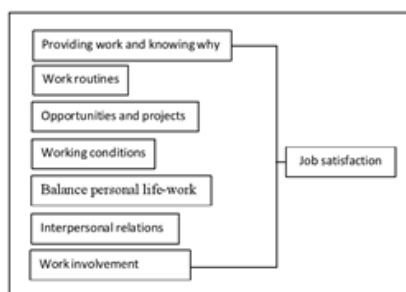 Providing work and knowing why
Work routines
Opportunities and projects
Working conditions
Job satisfaction
Balance personal life-work
Interpersonal relations
Work involvement